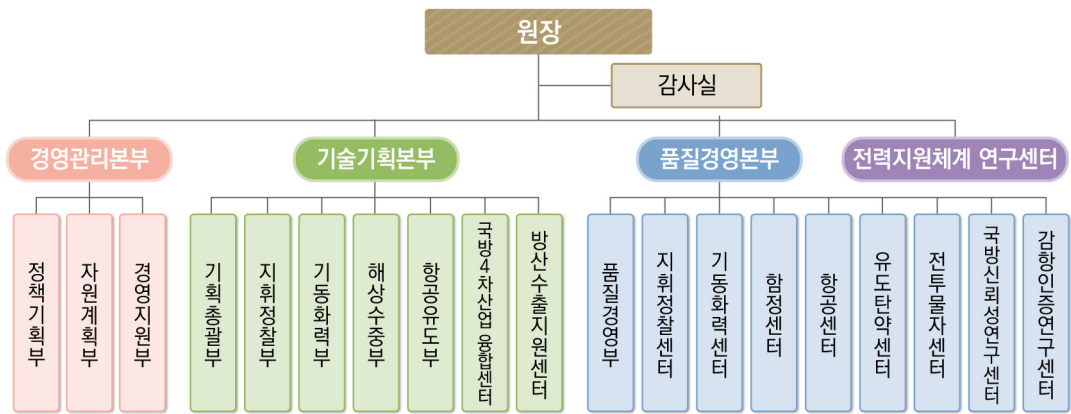 원장
감사실
경영관리본부
기술기획본부
품질경영본부
전력지원체계 연구센터
정책기획부
자원계획부
경영지원부
기획총괄부
지휘정찰부
기동화력부
해상수중부
항공유도부
국방4차산업 융합센터
방산수출지원센터
품질경영부
지휘정찰센터
기동화력센터
함정센터
항공센터
유도탄약센터
전투물자센터
국방신뢰성연구센터
감항인증연구센터